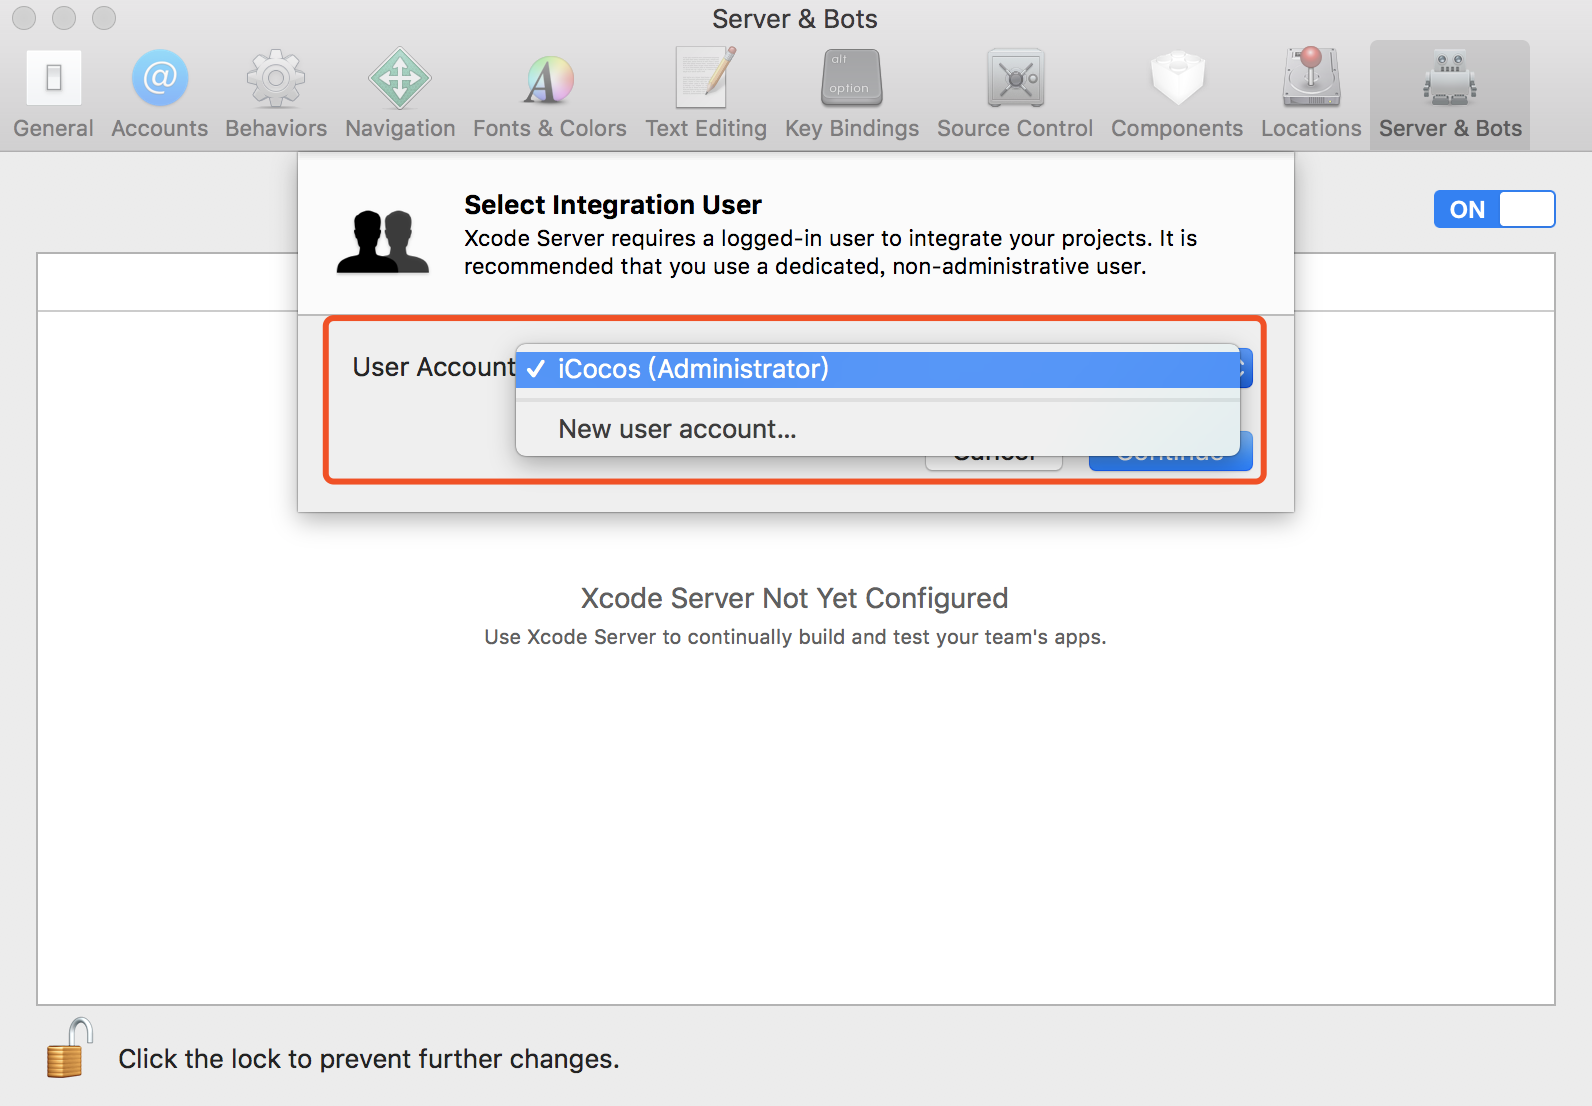 Server & Bots
alt
option
General Accounts Behaviors Navigation Fonts & Colors Text Editing Key Bindings Source Control Components Locations Server & Bots
Select Integration User
Xcode Server requires a logged-in user to integrate your projects. It is
recommended that you use a dedicated, non-administrative user.
ON
User Account
✓ iCocos (Administrator)
New user account...
Cancel Continue
Xcode Server Not Yet Configured
Use Xcode Server to continually build and test your team's apps.
Click the lock to prevent further changes.